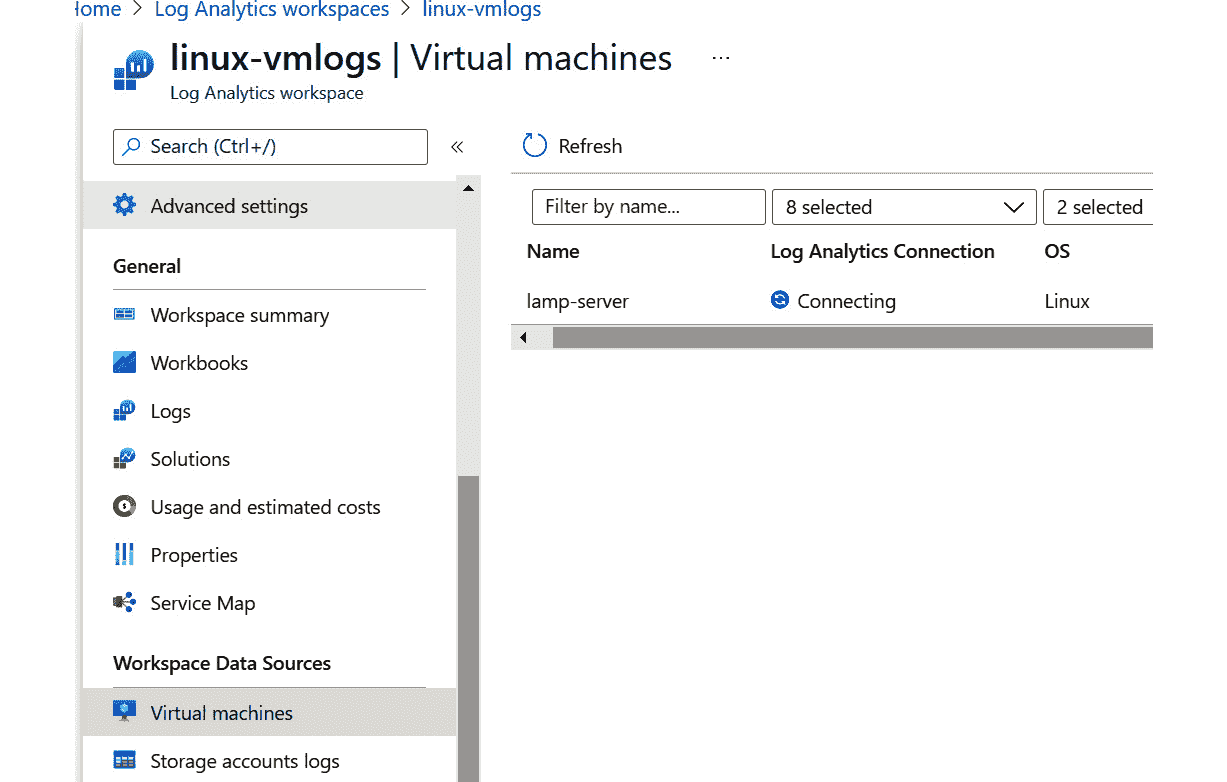 Home > Log Analytics workspaces > linux-vmlogs
linux-vmlogs | Virtual machines ...
Log Analytics workspace
Search (Ctrl+/)
«
Refresh
Advanced settings
Filter by name...
8 selected
2 selected
General
Name
Log Analytics Connection
OS
lamp-server
Connecting
Linux
Workspace summary
Workbooks
Logs
Solutions
Usage and estimated costs
Properties
Service Map
Workspace Data Sources
Virtual machines
Storage accounts logs